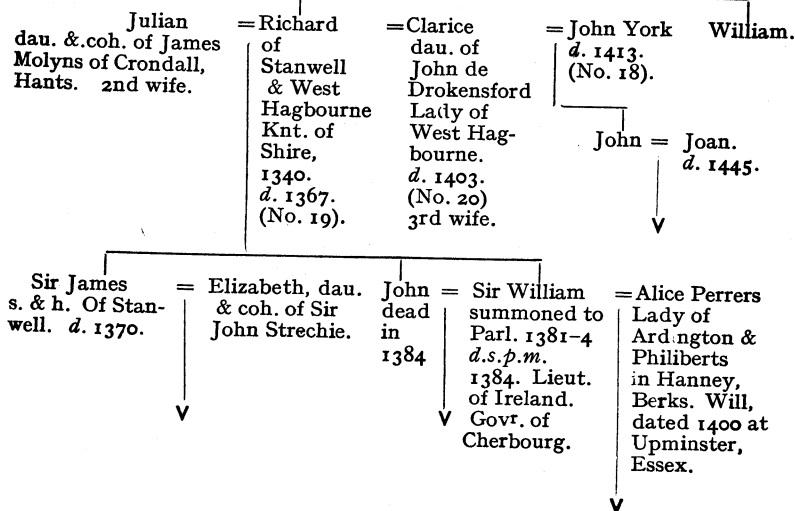 Julian
dau. &.coh. of James
Molyns of Crondall,
Hants. 2nd wife.
=Richard
of
Stanwell
& West
Hagbourne
Knt. of
Shire,
1340.
d. 1367.
(No. 19).
=Clarice
dau. of
John de
Drokensford
Lady of
West Hag-
bourne.
d. 1403.
(No. 20)
3rd wife.
= John York
d. 1413.
(No. 18).
William.
John = Joan.
d. 1445.
Sir James
s. & h. Of Stan-
well. d. 1370.
= Elizabeth, dau.
& coh. of Sir
John Strechie.
John
dead
in
1384
= Sir William
summoned to
Parl. 1381-4
d.s.p.m.
1384. Lieut.
of Ireland.
Govr. of
Cherbourg.
=Alice Perrers
Lady of
Ardington &
Philiberts
in Hanney,
Berks. Will,
dated 1400 at
Upminster,
Essex.